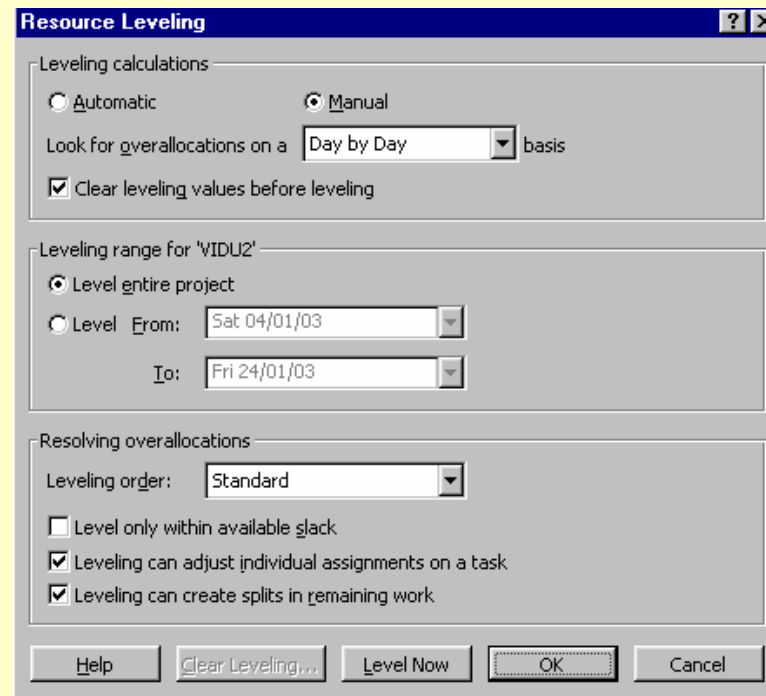 Resource Leveling
Leveling calculations
Automatic Manual
Look for overallocations on a Day by Day basis
Clear leveling values before leveling
Leveling range for 'VIDU2'
Level entire project
Level From: Sat 04/01/03
To: Fri 24/01/03
Resolving overallocations
Leveling order: Standard
Level only within available slack
Leveling can adjust individual assignments on a task
Leveling can create splits in remaining work
Help Clear Leveling... Level Now OK Cancel